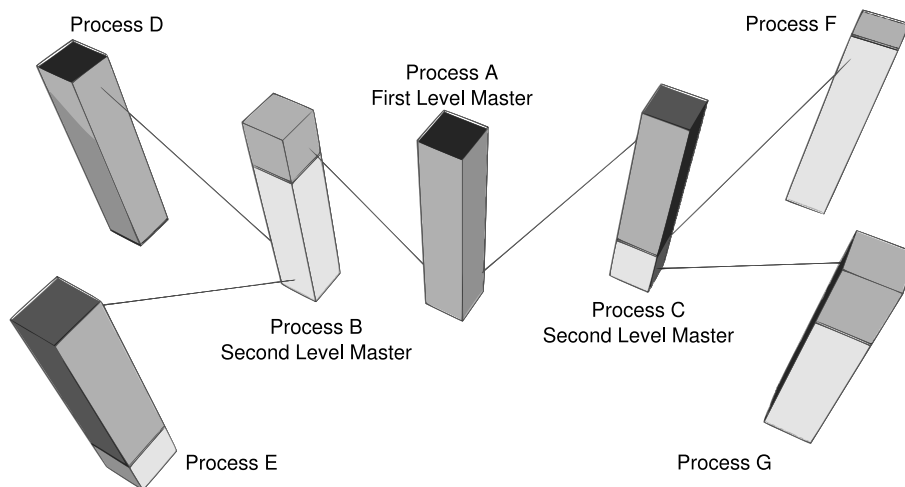 Process D
Process F
Process A
First Level Master
Process B
Second Level Master
Process C
Second Level Master
Process E
Process G